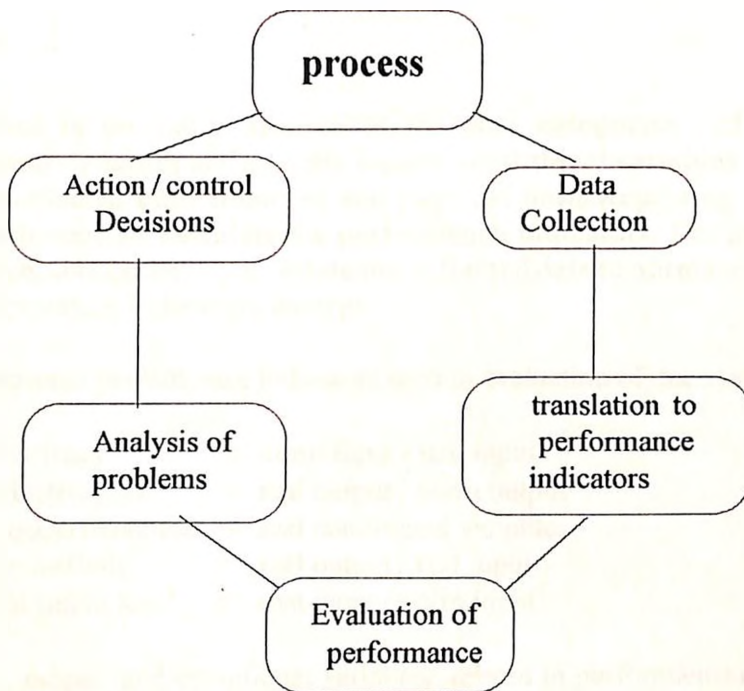 process
Action / control
Decisions
Data
Collection
Analysis of
problems
translation to
performance
indicators
Evaluation of
performance